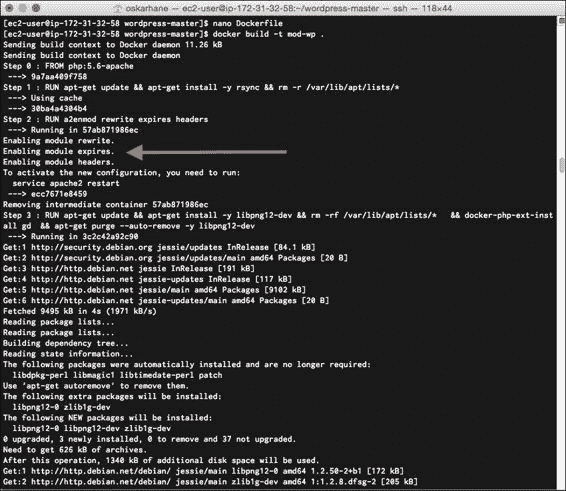 oskarhane — ec2-user@ip-172-31-32-58:~/wordpress-master — ssh — 118×44
[ec2-user@ip-172-31-32-58 wordpress-master]$ nano Dockerfile
[ec2-user@ip-172-31-32-58 wordpress-master]$ docker build -t mod-wp .
Sending build context to Docker daemon 11.26 kB
Sending build context to Docker daemon
Step 0 : FROM php:5.6-apache
---> 9a7aa409f758
Step 1 : RUN apt-get update && apt-get install -y rsync && rm -r /var/lib/apt/lists/*
---> Using cache
---> 30ba4a4304b4
Step 2 : RUN a2enmod rewrite expires headers
---> Running in 57ab871986ec
Enabling module rewrite.
Enabling module expires.
Enabling module headers.
To activate the new configuration, you need to run:
service apache2 restart
---> ecc7671e8459
Removing intermediate container 57ab871986ec
Step 3 : RUN apt-get update && apt-get install -y libpng12-dev && rm -rf /var/lib/apt/lists/* && docker-php-ext-inst
all gd && apt-get purge --auto-remove -y libpng12-dev
---> Running in 3c2c42a92c90
Get:1 http://security.debian.org jessie/updates InRelease [84.1 kB]
Get:2 http://security.debian.org jessie/updates/main amd64 Packages [20 B]
Get:3 http://http.debian.net jessie InRelease [191 kB]
Get:4 http://http.debian.net jessie-updates InRelease [117 kB]
Get:5 http://http.debian.net jessie/main amd64 Packages [9102 kB]
Get:6 http://http.debian.net jessie-updates/main amd64 Packages [20 B]
Fetched 9495 kB in 4s (1971 kB/s)
Reading package lists...
Reading package lists...
Building dependency tree...
Reading state information...
The following packages were automatically installed and are no longer required:
libdpkg-perl libmagic1 libtimedate-perl patch
Use 'apt-get autoremove' to remove them.
The following extra packages will be installed:
libpng12-0 zlib1g-dev
The following NEW packages will be installed:
libpng12-0 libpng12-dev zlib1g-dev
0 upgraded, 3 newly installed, 0 to remove and 37 not upgraded.
Need to get 626 kB of archives.
After this operation, 1340 kB of additional disk space will be used.
Get:1 http://http.debian.net/debian/ jessie/main libpng12-0 amd64 1.2.50-2+b1 [172 kB]
Get:2 http://http.debian.net/debian/ jessie/main zlib1g-dev amd64 1:1.2.8.dfsg-2 [205 kB]